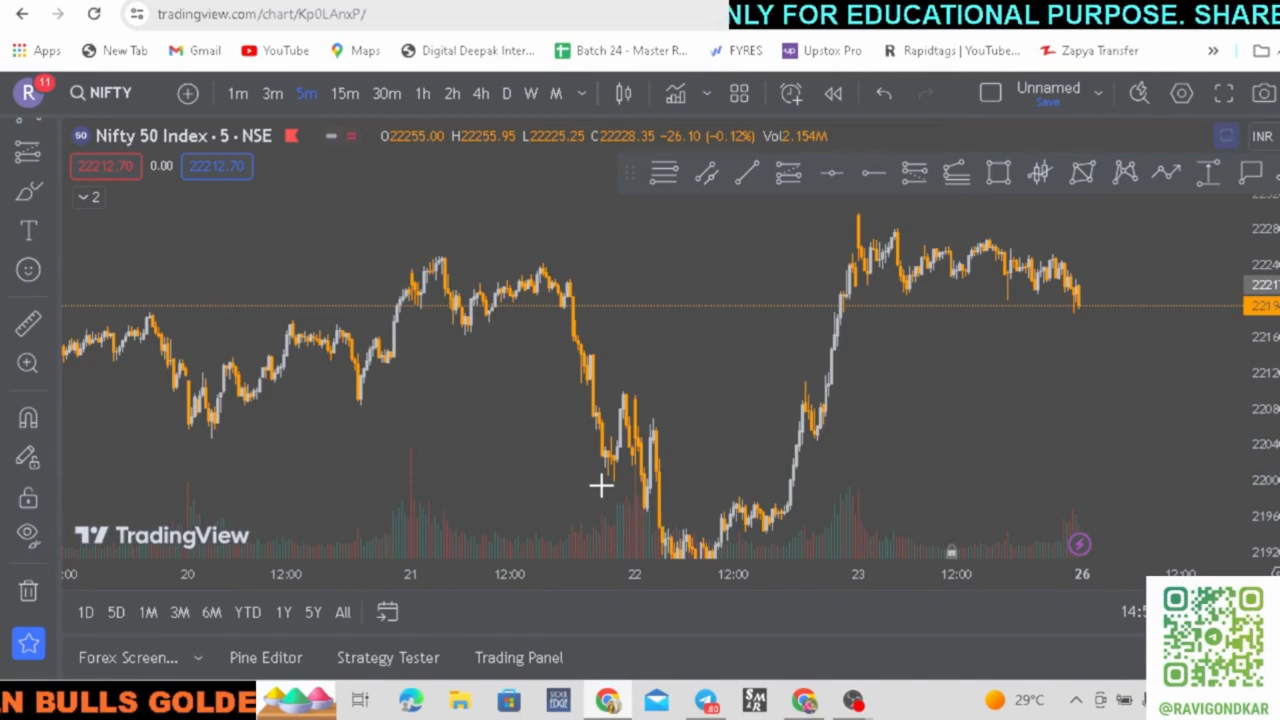 tradingview.com/chart/Kp0LAnxP/
NLY FOR EDUCATIONAL PURPOSE. SHARE
Apps New Tab Gmail YouTube Maps Digital Deepak Inter... Batch 24 - Master R... FYRES Upstox Pro Rapidtags | YouTube... Zapya Transfer
R 11 NIFTY 1m 3m 5m 15m 30m 1h 2h 4h D W M Unnamed
Save
50 Nifty 50 Index • 5 • NSE O22255.00 H22255.95 L22225.25 C22228.35 −26.10 (−0.12%) Vol2.154M INR
22212.70 0.00 22212.70
2
2228
2224
2221
2219
2216
2212
2208
2204
2200
2196
2192
TradingView
:00 20 12:00 21 12:00 22 12:00 23 12:00 26 12:00
1D 5D 1M 3M 6M YTD 1Y 5Y All 14:5
Forex Screen... Pine Editor Strategy Tester Trading Panel
N BULLS GOLDE
29°C
@RAVIGONDKAR